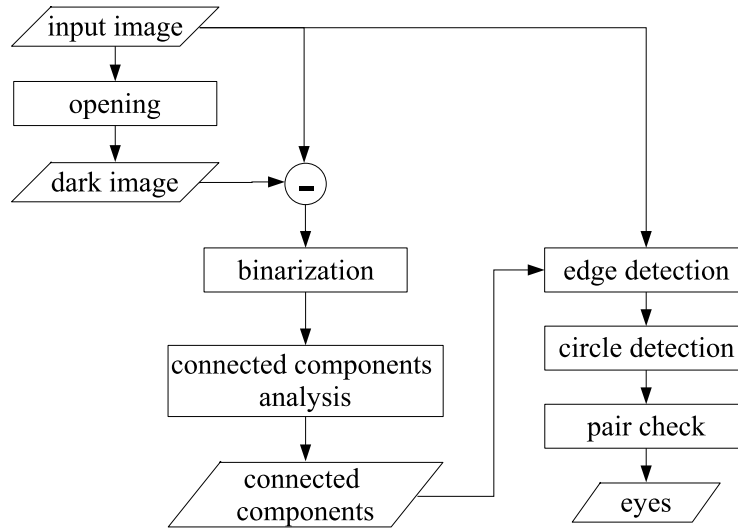 input image
opening
dark image
-
binarization
connected components
analysis
connected
components
edge detection
circle detection
pair check
eyes